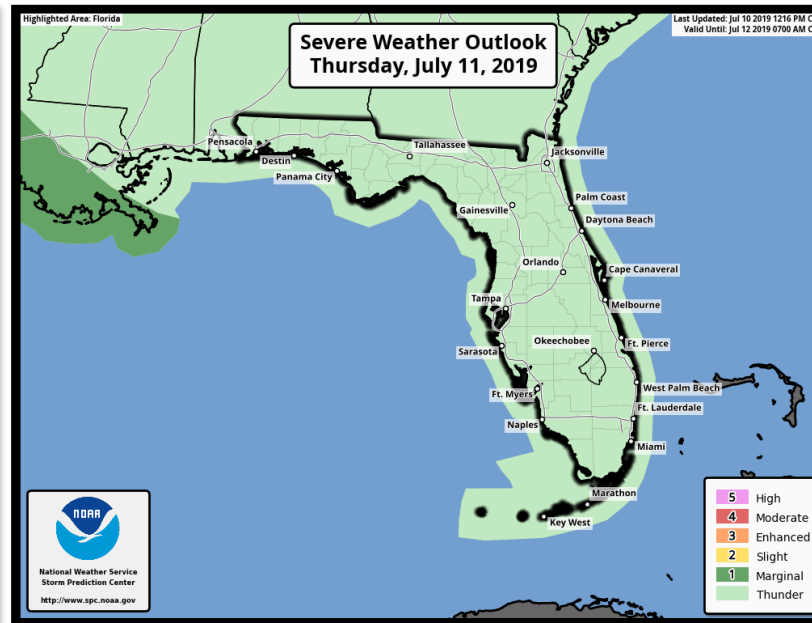 Highlighted Area: Florida
Last Updated: Jul 10 2019 1216 PM
Valid Until: Jul 12 2019 0700 AM
Severe Weather Outlook
Thursday, July 11, 2019
Pensacola
Destin
Panama City
Tallahassee
Jacksonville
Palm Coast
Gainesville
Daytona Beach
Orlando
Cape Canaveral
Tampa
Melbourne
Okeechobee
Ft. Pierce
Sarasota
West Palm Beach
Ft. Myers
Ft. Lauderdale
Naples
Miami
Marathon
Key West
NOAA
National Weather Service
Storm Prediction Center
http://www.spc.noaa.gov
5 High
4 Moderate
3 Enhanced
2 Slight
1 Marginal
Thunder